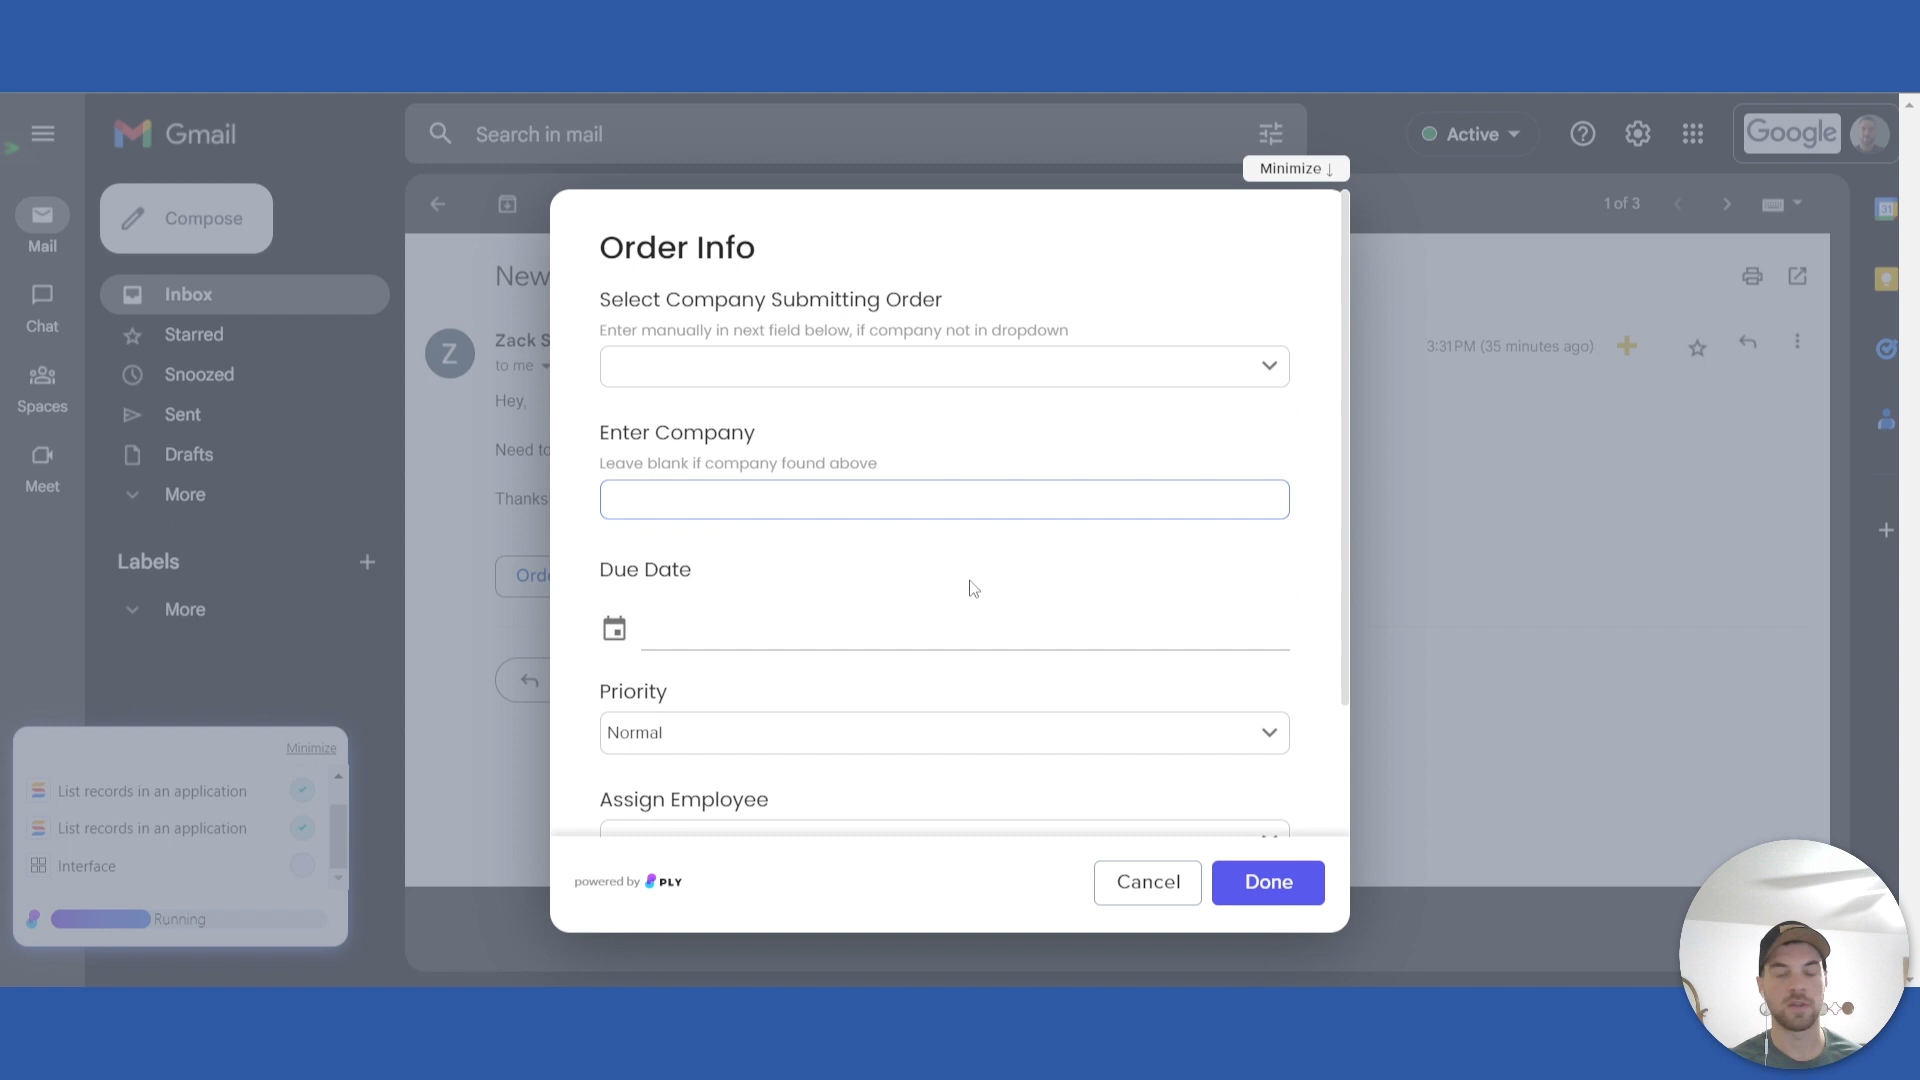 Gmail
Search in mail
Active
Google
Minimize ↓
Compose
1 of 3
Mail
Order Info
New
Inbox
Select Company Submitting Order
Chat
Starred
Enter manually in next field below, if company not in dropdown
Zack S
3:31 PM (35 minutes ago)
Z
to me
Snoozed
Spaces
Hey,
Sent
Enter Company
Need to
Drafts
Leave blank if company found above
Meet
More
Thanks
Labels
Due Date
Orde
More
Priority
Normal
Minimize
List records in an application
Assign Employee
List records in an application
Interface
powered by PLY
Cancel
Done
Running
31